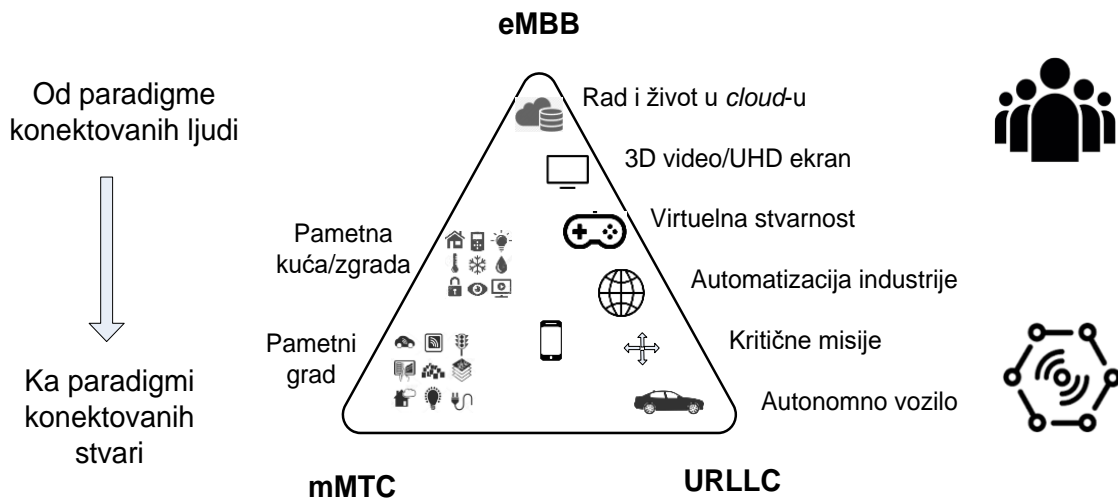 eMBB
Od paradigme
konektovanih ljudi
Rad i život u cloud-u
3D video/UHD ekran
Virtuelna stvarnost
Pametna
kuća/zgrada
Automatizacija industrije
Pametni
grad
Kritične misije
Ka paradigmi
konektovanih
stvari
Autonomno vozilo
mMTC
URLLC